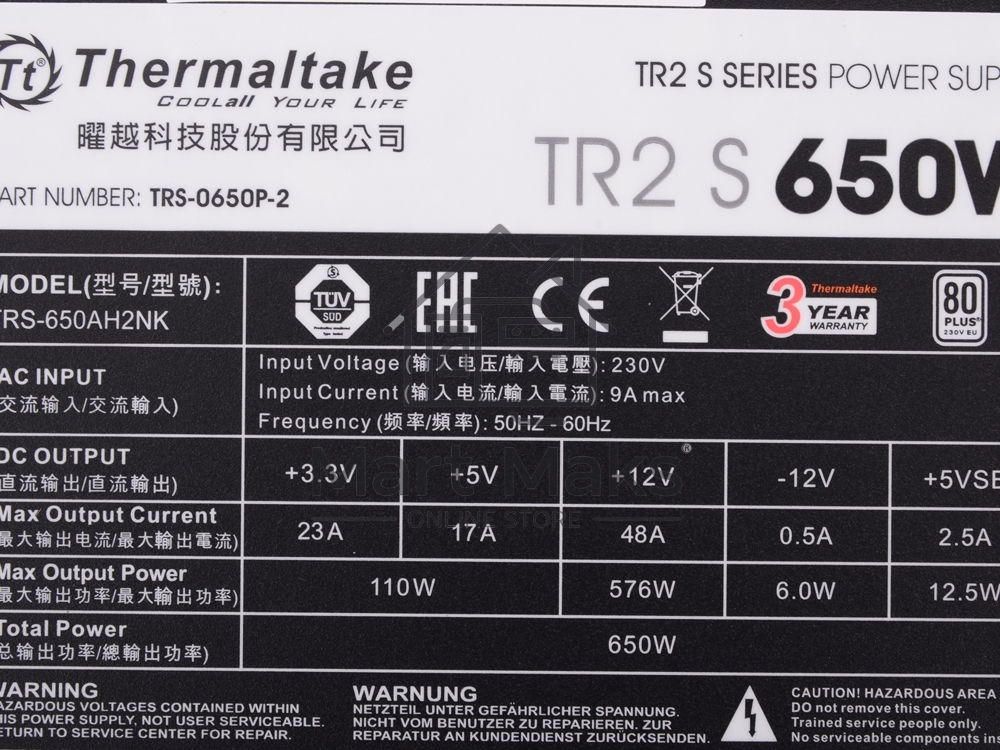 Tt®
Thermaltake
COOLall YOUR LIFE
曜越科技股份有限公司
ART NUMBER: TRS-0650P-2
TR2 S SERIES POWER SUP
TR2 S 650W
MODEL(型号/型號):
TRS-650AH2NK
TÜV
SÜD
EAC
CE
3 YEAR
Thermaltake
WARRANTY
80
PLUS®
230V EU
AC INPUT
交流输入/交流輸入)
Input Voltage (输入电压/輸入電壓): 230V
Input Current (输入电流/輸入電流): 9A max
Frequency (频率/頻率): 50HZ - 60Hz
DC OUTPUT
直流输出/直流輸出)
+3.3V +5V +12V -12V +5VSB
Max Output Current
最大输出电流/最大輸出電流)
23A 17A 48A 0.5A 2.5A
Max Output Power
最大输出功率/最大輸出功率)
110W 576W 6.0W 12.5W
Total Power
总输出功率/總輸出功率)
650W
Mart Maks®
ONLINE STORE
WARNING
HAZARDOUS VOLTAGES CONTAINED WITHIN
HIS POWER SUPPLY, NOT USER SERVICEABLE.
RETURN TO SERVICE CENTER FOR REPAIR.
WARNUNG
NETZTEIL UNTER GEFÄHRLICHER SPANNUNG.
NICHT VOM BENUTZER ZU REPARIEREN. ZUR
REPARATUR AN KUNDENDIENST ZURÜCKSENDEN.
CAUTION! HAZARDOUS AREA
DO not remove this cover.
Trained service people only.
No serviceable components ins